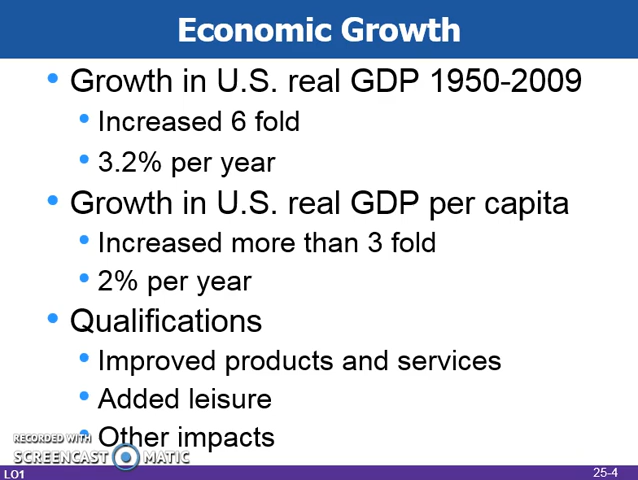 Economic Growth
• Growth in U.S. real GDP 1950-2009
• Increased 6 fold
• 3.2% per year
• Growth in U.S. real GDP per capita
• Increased more than 3 fold
• 2% per year
• Qualifications
• Improved products and services
• Added leisure
• Other impacts
RECORDED WITH
SCREENCAST MATIC
LO1
25-4